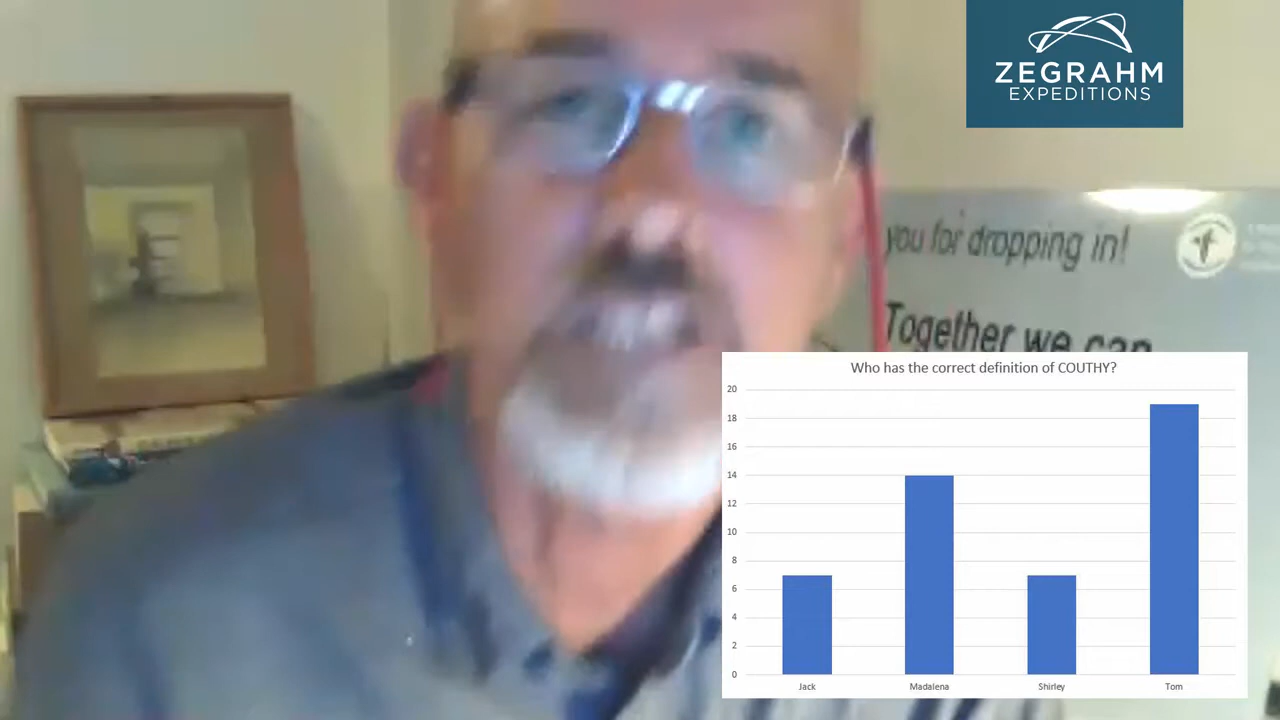 ZEGRAHM
EXPEDITIONS
you for dropping in!
Together we can
Who has the correct definition of COUTHY?
20
18
16
14
12
10
8
6
4
2
0
Jack
Madalena
Shirley
Tom